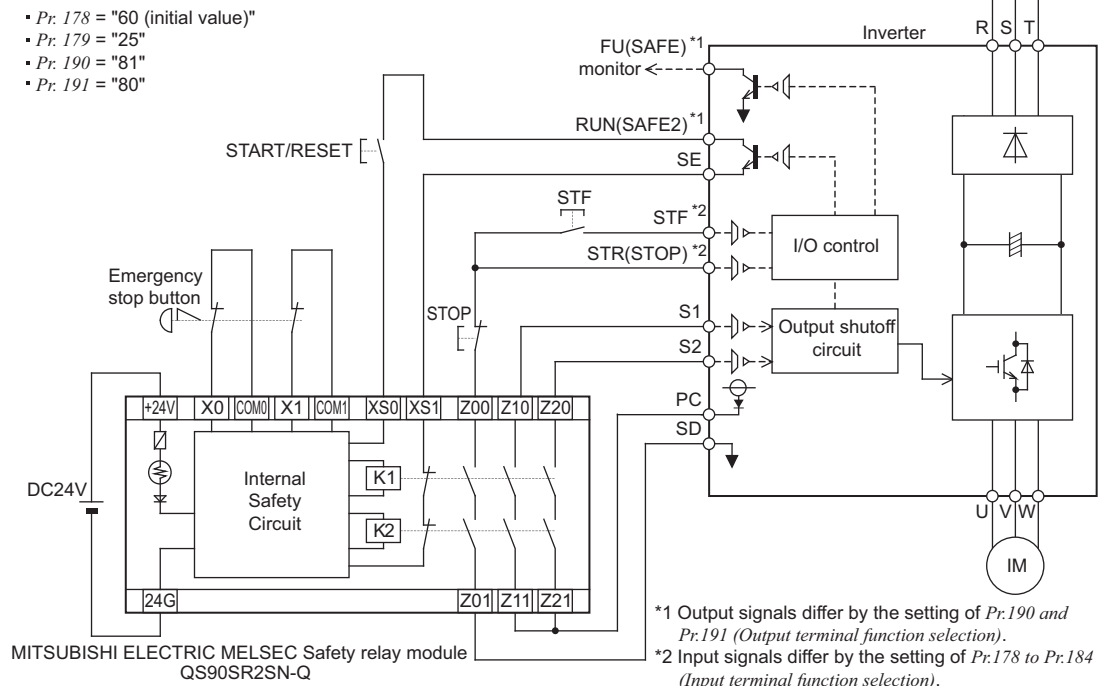 ▪ Pr. 178 = "60 (initial value)"
▪ Pr. 179 = "25"
▪ Pr. 190 = "81"
▪ Pr. 191 = "80"
Inverter
R S T
FU(SAFE) *1
monitor
RUN(SAFE2) *1
START/RESET
SE
STF
STF *2
STR(STOP) *2
I/O control
Emergency
stop button
STOP
S1
S2
Output shutoff
circuit
PC
SD
+24V X0 COM0 X1 COM1 XS0 XS1 Z00 Z10 Z20
DC24V
Internal
Safety
Circuit
K1
K2
U V W
IM
24G Z01 Z11 Z21
MITSUBISHI ELECTRIC MELSEC Safety relay module
QS90SR2SN-Q
*1 Output signals differ by the setting of Pr.190 and
Pr.191 (Output terminal function selection).
*2 Input signals differ by the setting of Pr.178 to Pr.184
(Input terminal function selection).